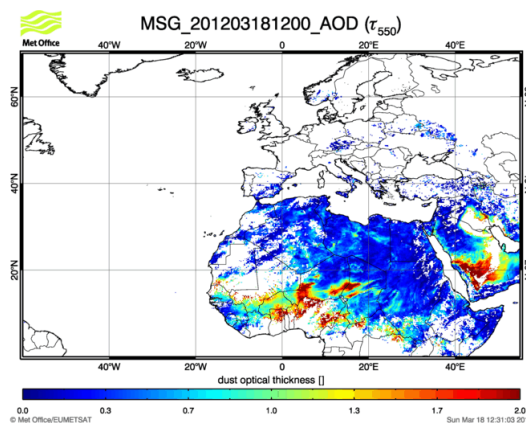 Met Office
MSG_201203181200_AOD (τ550)
40°W 20°W 0 20°E 40°E
60°N
40°N
20°N
40°W 20°W 0 20°E 40°E
dust optical thickness []
0.0 0.3 0.7 1.0 1.3 1.7 2.0
© Met Office/EUMETSAT Sun Mar 18 12:31:03 20